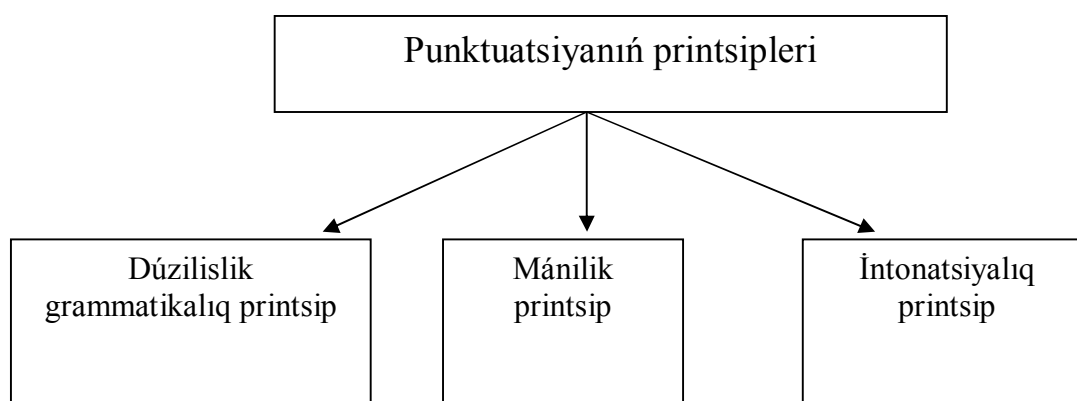 Punktuatsiyanıń printsipleri
Dúzilislik
grammatikalıq printsip
Mánilik
printsip
İntonatsiyalıq
printsip